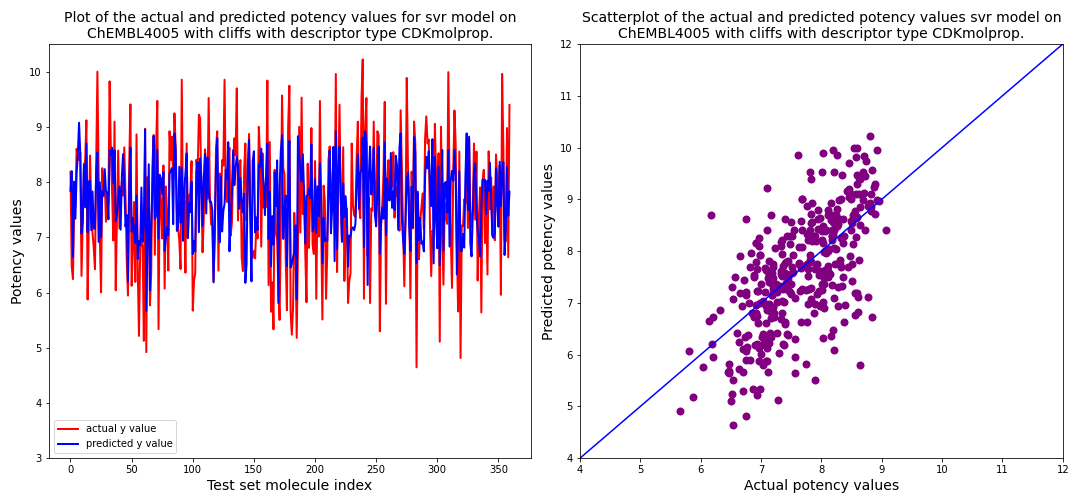 Plot of the actual and predicted potency values for svr model on
ChEMBL4005 with cliffs with descriptor type CDKmolprop.
Potency values
10
9
8
7
6
5
4
3
actual y value
predicted y value
0 50 100 150 200 250 300 350
Test set molecule index
Scatterplot of the actual and predicted potency values svr model on
ChEMBL4005 with cliffs with descriptor type CDKmolprop.
Predicted potency values
12
11
10
9
8
7
6
5
4
4 5 6 7 8 9 10 11 12
Actual potency values